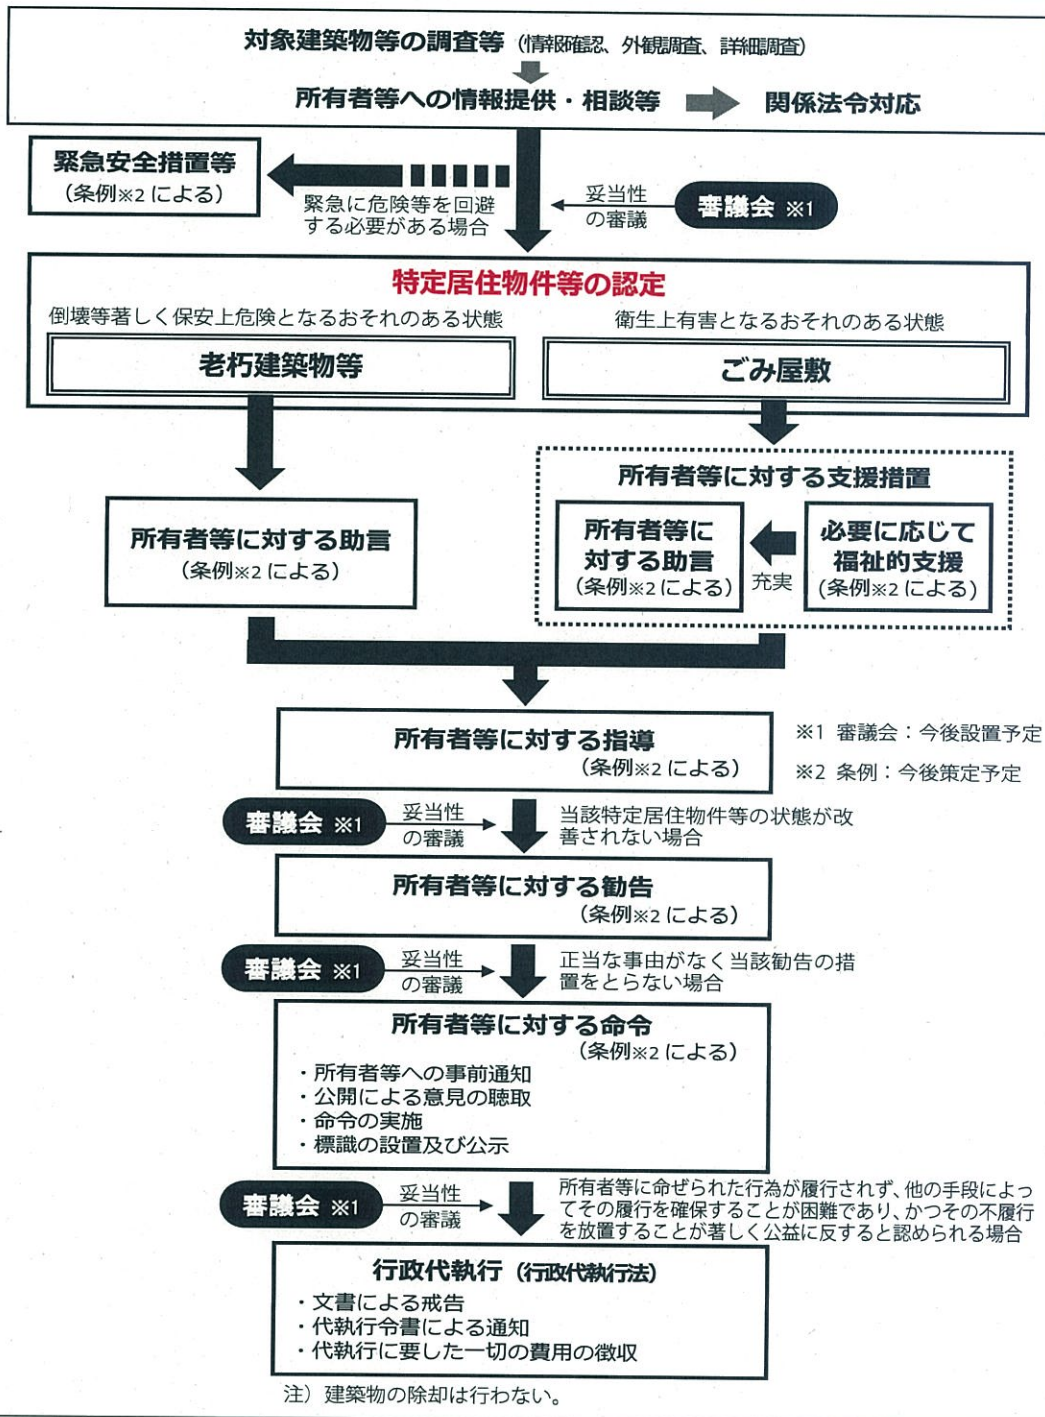 対象建築物等の調査等（情報確認、外観調査、詳細調査）
所有者等への情報提供・相談等
関係法令対応
緊急安全措置等
（条例※2 による）
緊急に危険等を回避
する必要がある場合
妥当性
の審議
審議会 ※1
特定居住物件等の認定
倒壊等著しく保安上危険となるおそれのある状態
老朽建築物等
衛生上有害となるおそれのある状態
ごみ屋敷
所有者等に対する助言
（条例※2 による）
所有者等に対する支援措置
所有者等に
対する助言
（条例※2 による）
充実
必要に応じて
福祉的支援
（条例※2 による）
所有者等に対する指導
（条例※2 による）
※1 審議会：今後設置予定
※2 条例：今後策定予定
審議会 ※1
妥当性
の審議
当該特定居住物件等の状態が改
善されない場合
所有者等に対する勧告
（条例※2 による）
審議会 ※1
妥当性
の審議
正当な事由がなく当該勧告の措
置をとらない場合
所有者等に対する命令
（条例※2 による）
・所有者等への事前通知
・公開による意見の聴取
・命令の実施
・標識の設置及び公示
審議会 ※1
妥当性
の審議
所有者等に命ぜられた行為が履行されず、他の手段によっ
てその履行を確保することが困難であり、かつその不履行
を放置することが著しく公益に反すると認められる場合
行政代執行（行政代執行法）
・文書による戒告
・代執行令書による通知
・代執行に要した一切の費用の徴収
注）建築物の除却は行わない。